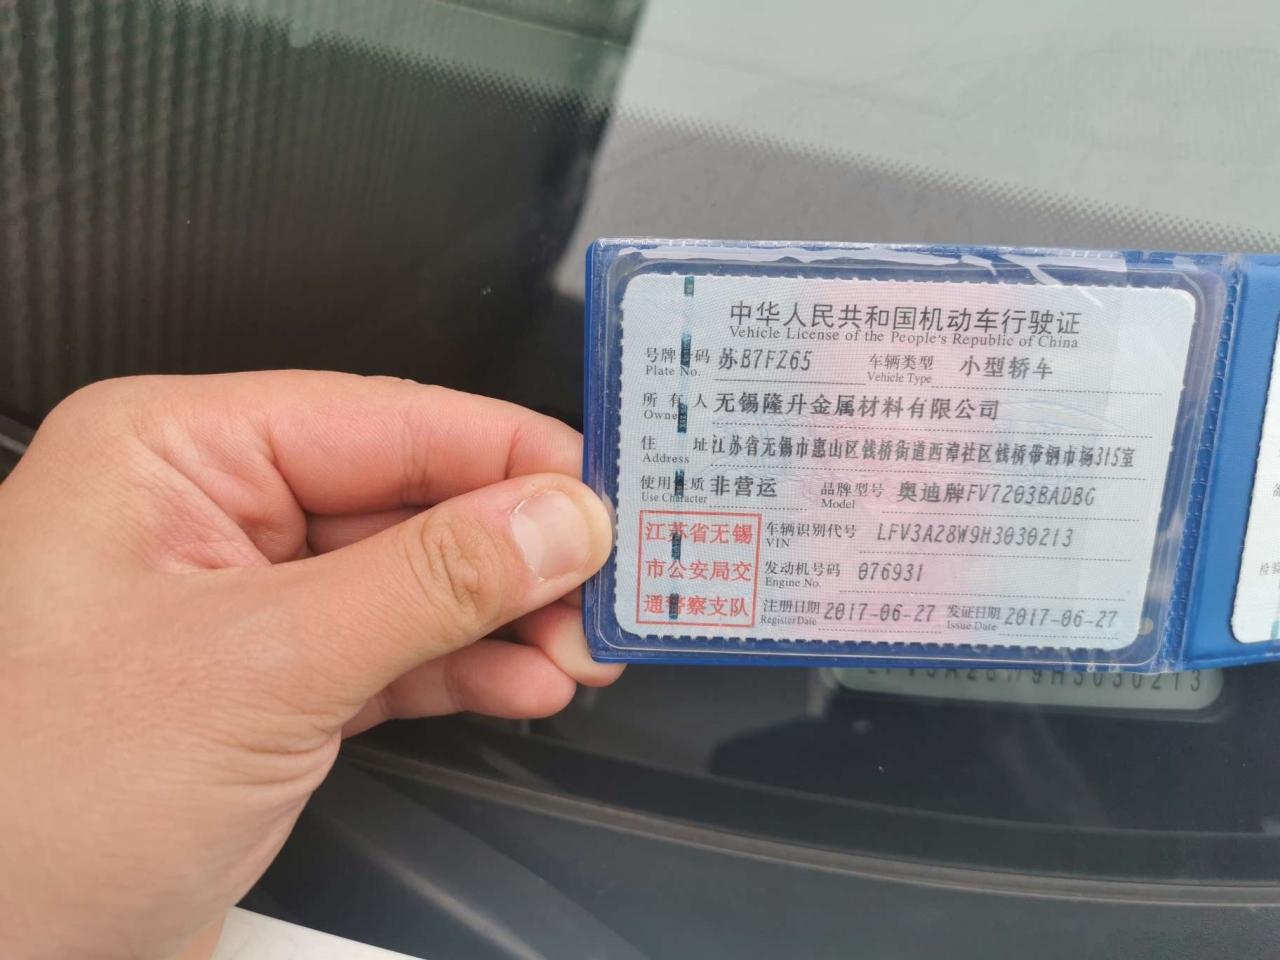 中华人民共和国机动车行驶证
Vehicle License of the People's Republic of China
号牌号码 苏B7FZ65 车辆类型 小型轿车
Plate No. Vehicle Type
所有人 无锡隆升金属材料有限公司
Owner
住址 江苏省无锡市惠山区钱桥街道西漳社区钱桥带钢市场315室
Address
使用性质 非营运 品牌型号 奥迪牌FV7203BADBG
Use Character Model
江苏省无锡
市公安局交
通警察支队
车辆识别代号 LFV3A28W9H3030213
VIN
发动机号码 076931
Engine No.
注册日期 2017-06-27 发证日期 2017-06-27
Register Date Issue Date
LFV3A28W9H3030213